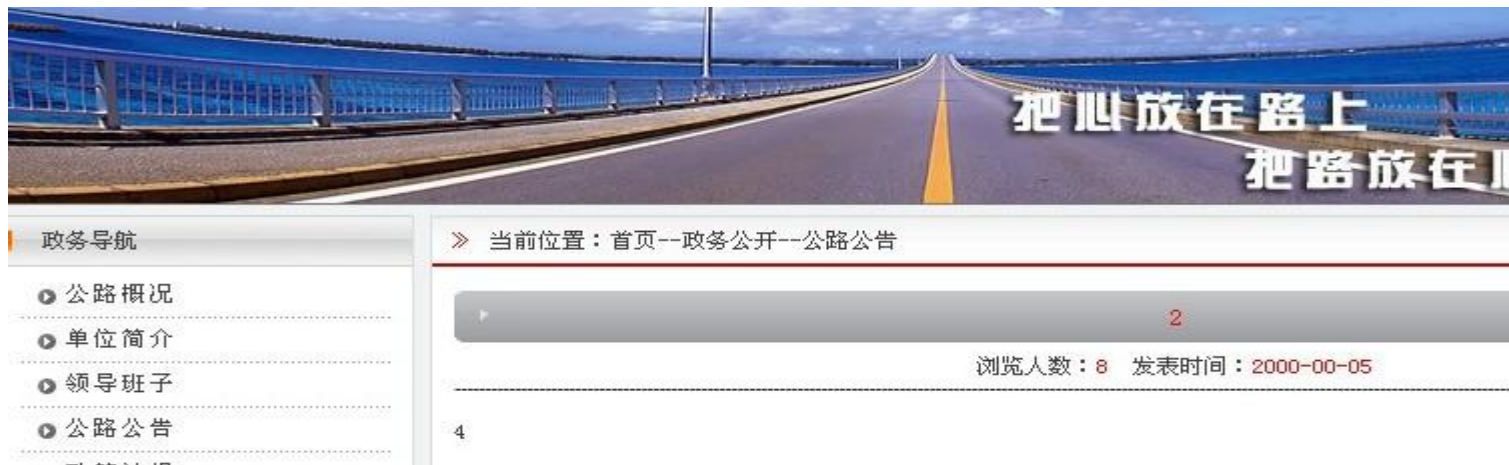 把心放在路上
把路放在
政务导航
当前位置：首页--政务公开--公路公告
公路概况
2
单位简介
浏览人数：8 发表时间：2000-00-05
领导班子
公路公告
4